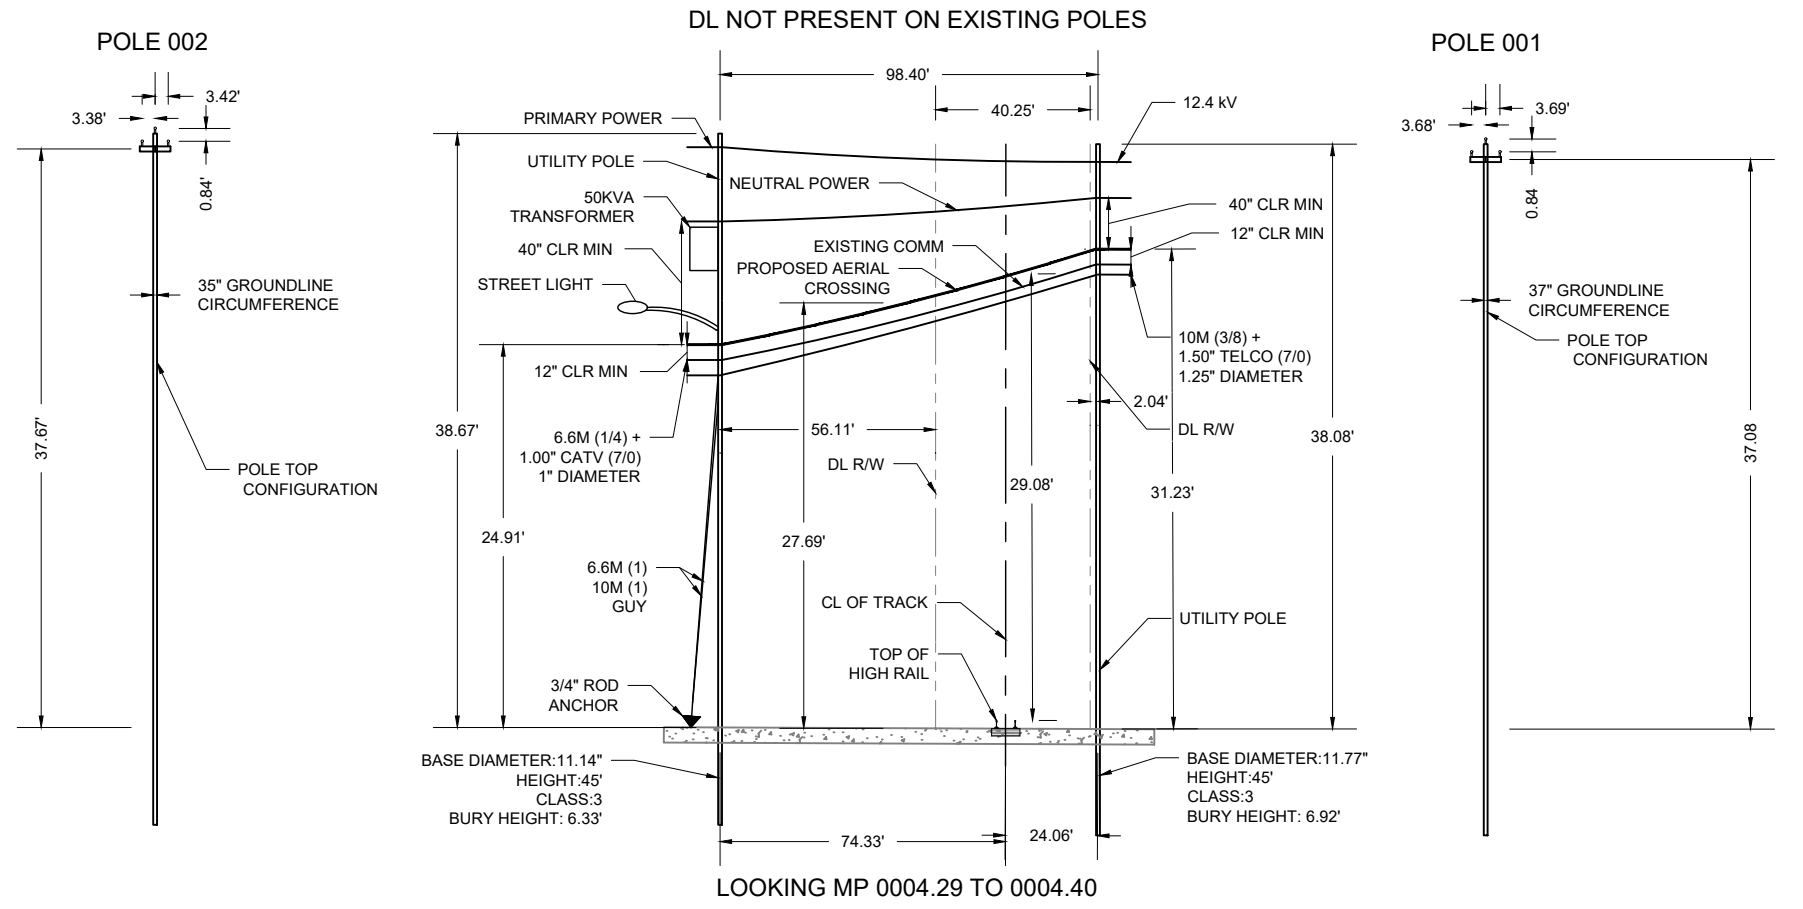 DL NOT PRESENT ON EXISTING POLES
POLE 002
3.42'
3.38'
0.84'
37.67'
35" GROUNDLINE
CIRCUMFERENCE
POLE TOP
CONFIGURATION
98.40'
40.25'
12.4 kV
PRIMARY POWER
UTILITY POLE
NEUTRAL POWER
50KVA
TRANSFORMER
40" CLR MIN
STREET LIGHT
EXISTING COMM
PROPOSED AERIAL
CROSSING
40" CLR MIN
12" CLR MIN
12" CLR MIN
10M (3/8) +
1.50" TELCO (7/0)
1.25" DIAMETER
2.04'
DL R/W
38.67'
56.11'
6.6M (1/4) +
1.00" CATV (7/0)
1" DIAMETER
DL R/W
29.08'
31.23'
38.08'
24.91'
27.69'
6.6M (1)
10M (1)
GUY
CL OF TRACK
UTILITY POLE
TOP OF
HIGH RAIL
3/4" ROD
ANCHOR
BASE DIAMETER:11.14"
HEIGHT:45'
CLASS:3
BURY HEIGHT: 6.33'
BASE DIAMETER:11.77"
HEIGHT:45'
CLASS:3
BURY HEIGHT: 6.92'
74.33'
24.06'
LOOKING MP 0004.29 TO 0004.40
POLE 001
3.69'
3.68'
0.84
37.08
37" GROUNDLINE
CIRCUMFERENCE
POLE TOP
CONFIGURATION